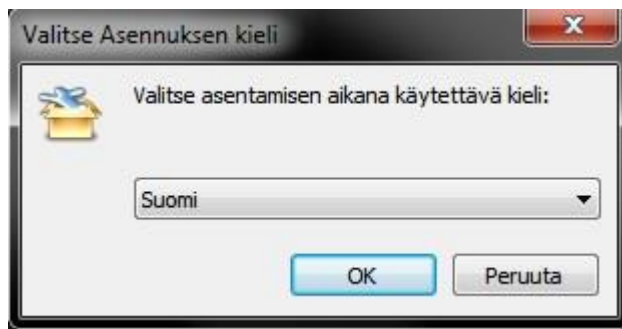 Valitse Asennuksen kieli
Valitse asentamisen aikana käytettävä kieli:
Suomi
OK
Peruuta